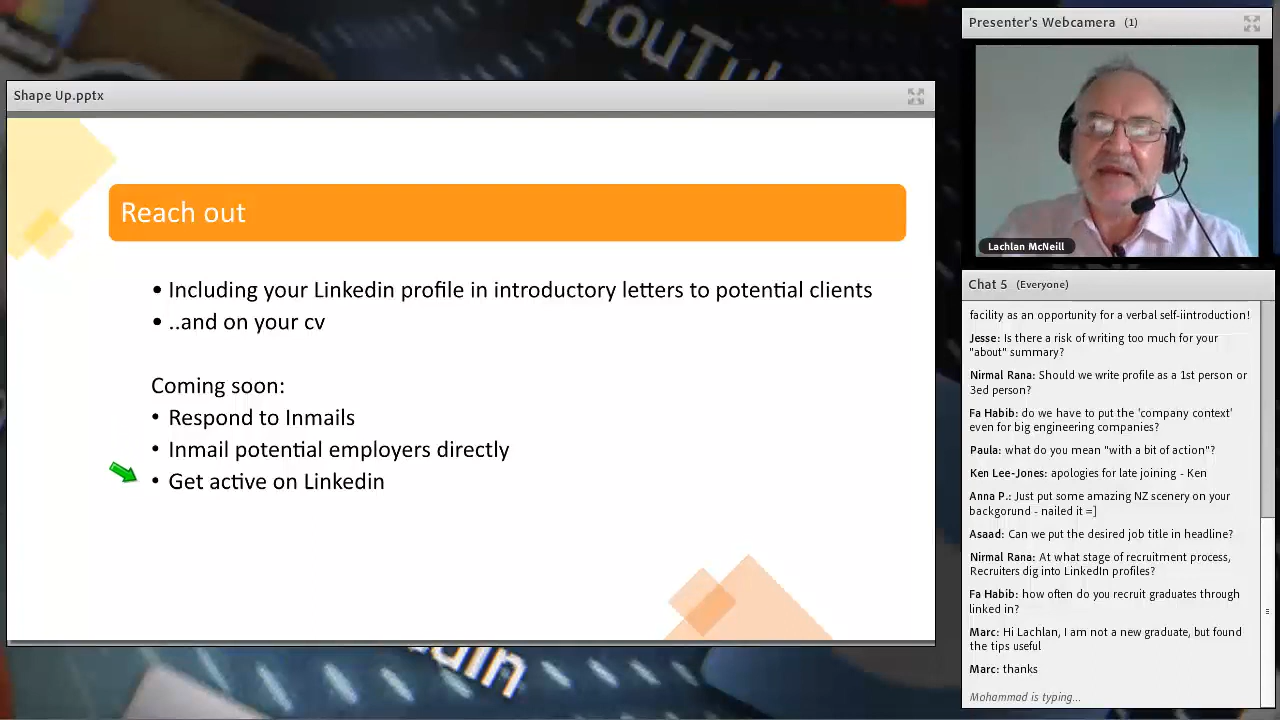 YouTub
Presenter's Webcamera (1)
Shape Up.pptx
Reach out
• Including your Linkedin profile in introductory letters to potential clients
• ..and on your cv
Coming soon:
• Respond to Inmails
• Inmail potential employers directly
• Get active on Linkedin
Lachlan McNeill
Chat 5 (Everyone)
facility as an opportunity for a verbal self-iintroduction!
Jesse: Is there a risk of writing too much for your
"about" summary?
Nirmal Rana: Should we write profile as a 1st person or
3ed person?
Fa Habib: do we have to put the 'company context'
even for big engineering companies?
Paula: what do you mean "with a bit of action"?
Ken Lee-Jones: apologies for late joining - Ken
Anna P.: Just put some amazing NZ scenery on your
backgorund - nailed it =]
Asaad: Can we put the desired job title in headline?
Nirmal Rana: At what stage of recruitment process,
Recruiters dig into LinkedIn profiles?
Fa Habib: how often do you recruit graduates through
linked in?
Marc: Hi Lachlan, I am not a new graduate, but found
the tips useful
Marc: thanks
Mohammad is typing...